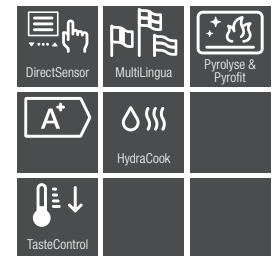 DirectSensor
MultiLingua
Pyrolyse &
Pyrofit
A+
HydraCook
TasteControl